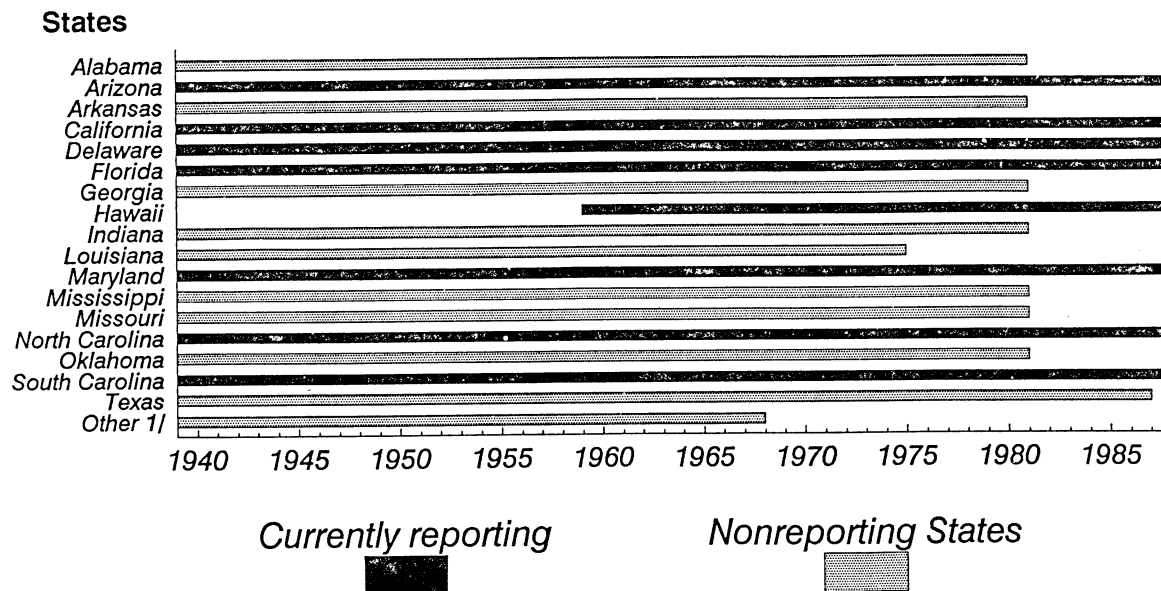 States
Alabama
Arizona
Arkansas
California
Delaware
Florida
Georgia
Hawaii
Indiana
Louisiana
Maryland
Mississippi
Missouri
North Carolina
Oklahoma
South Carolina
Texas
Other 1/
1940 1945 1950 1955 1960 1965 1970 1975 1980 1985
Currently reporting Nonreporting States